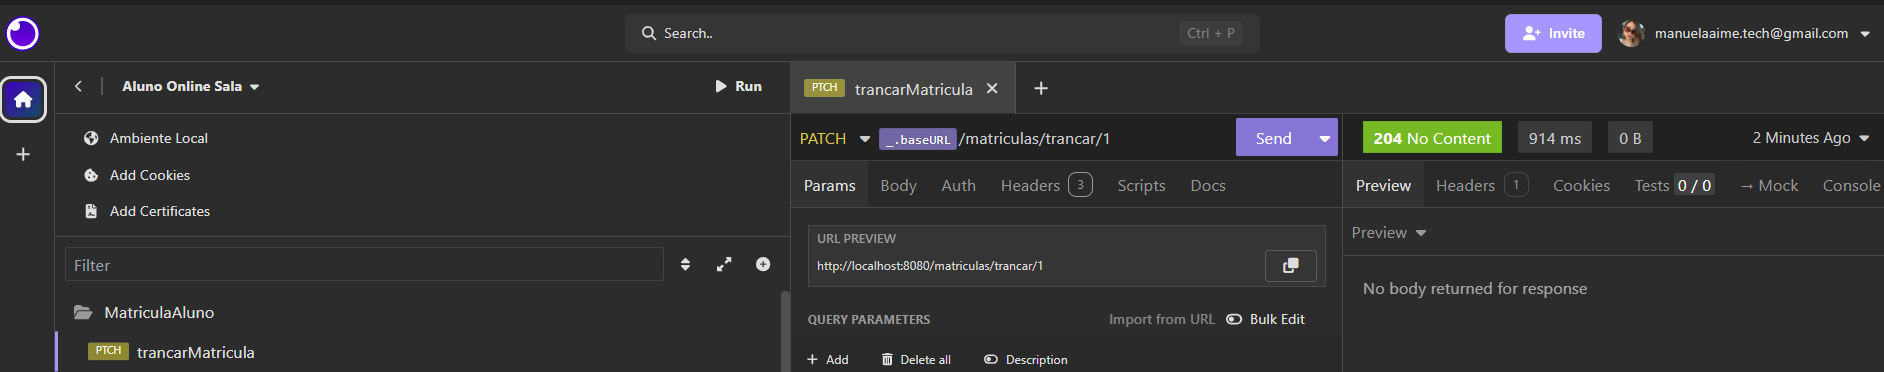 Search..
Ctrl + P
Invite
manuelaaime.tech@gmail.com
Aluno Online Sala
Run
Ambiente Local
Add Cookies
Add Certificates
Filter
MatriculaAluno
PTCH trancarMatricula
PTCH trancarMatricula
PATCH _.baseURL/matriculas/trancar/1 Send
Params Body Auth Headers 3 Scripts Docs
URL PREVIEW
http://localhost:8080/matriculas/trancar/1
QUERY PARAMETERS Import from URL Bulk Edit
Add Delete all Description
204 No Content 914 ms 0 B 2 Minutes Ago
Preview Headers 1 Cookies Tests 0 / 0 → Mock Console
Preview
No body returned for response